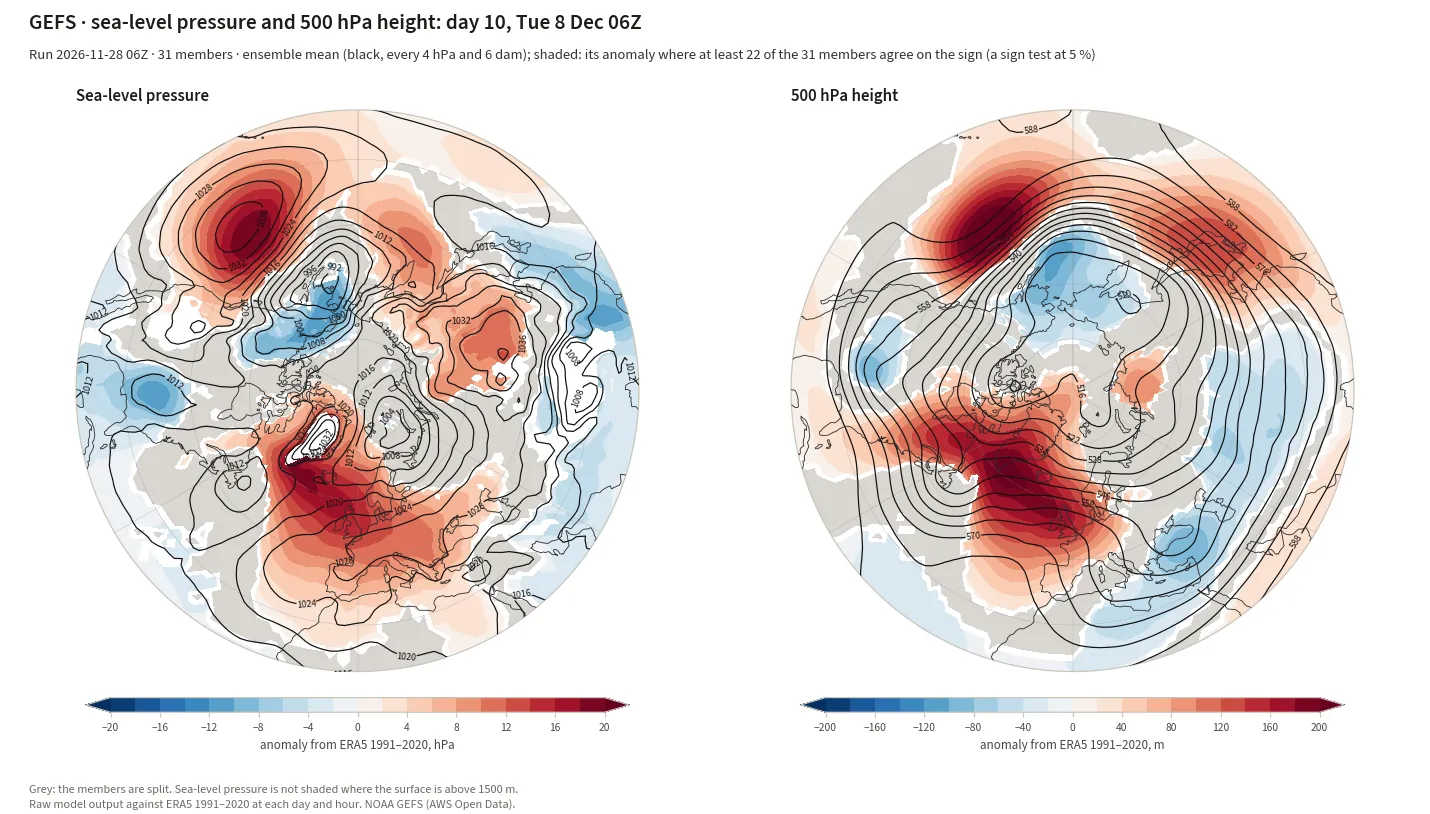 GEFS · sea-level pressure and 500 hPa height: day 10, Tue 8 Dec 06Z
Run 2026-11-28 06Z · 31 members · ensemble mean (black, every 4 hPa and 6 dam); shaded: its anomaly where at least 22 of the 31 members agree on the sign (a sign test at 5 %)
Sea-level pressure
500 hPa height
−20 −16 −12 −8 −4 0 4 8 12 16 20
anomaly from ERA5 1991–2020, hPa
−200 −160 −120 −80 −40 0 40 80 120 160 200
anomaly from ERA5 1991–2020, m
Grey: the members are split. Sea-level pressure is not shaded where the surface is above 1500 m.
Raw model output against ERA5 1991–2020 at each day and hour. NOAA GEFS (AWS Open Data).